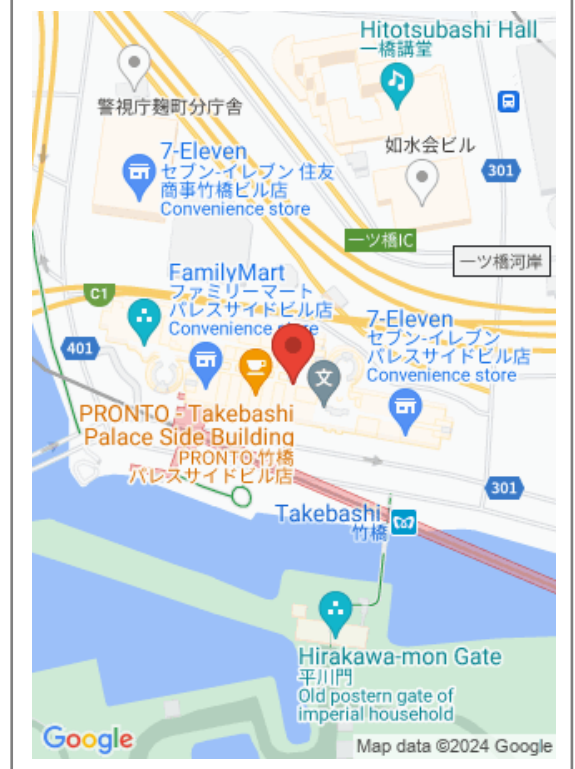 Hitotsubashi Hall
一橋講堂
警視庁麹町分庁舎
如水会ビル
7-Eleven
セブン-イレブン 住友
商事竹橋ビル店
Convenience store
301
一ツ橋IC
一ツ橋河岸
FamilyMart
ファミリーマート
パレスサイドビル店
Convenience store
C1
7-Eleven
セブン-イレブン
パレスサイドビル店
Convenience store
401
文
PRONTO - Takebashi
Palace Side Building
PRONTO 竹橋
パレスサイドビル店
301
Takebashi
竹橋
Hirakawa-mon Gate
平川門
Old postern gate of
imperial household
Google
Map data ©2024 Google